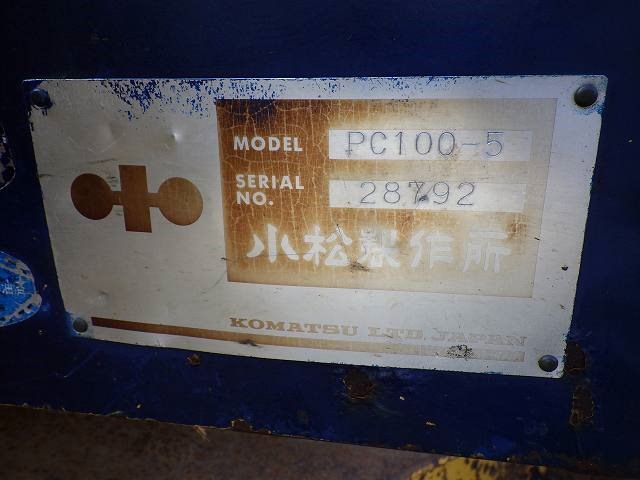 MODEL PC100-5
SERIAL NO. 28792
小松製作所
KOMATSU LTD. JAPAN